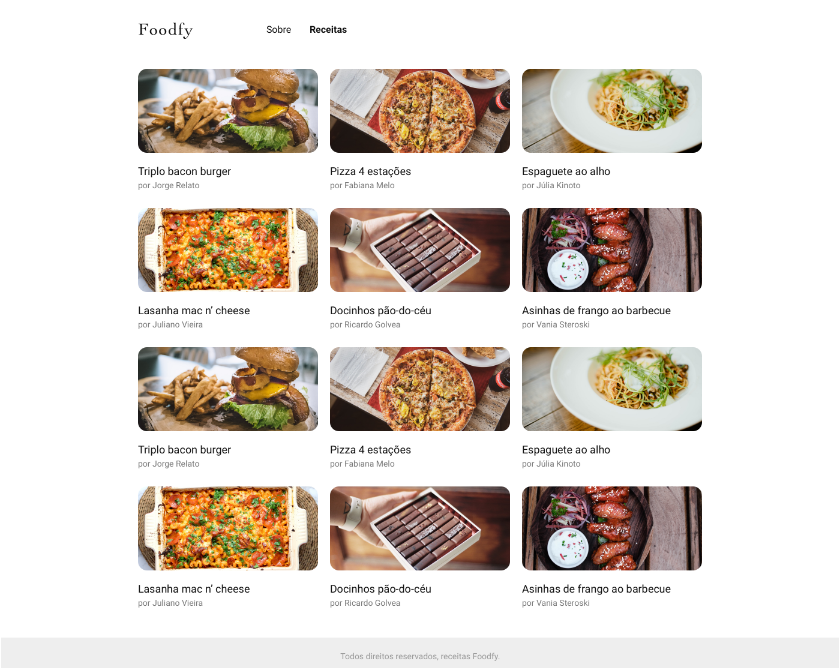 Foodfy
Sobre
Receitas
Triplo bacon burger
por Jorge Relato
Pizza 4 estações
por Fabiana Melo
Espaguete ao alho
por Júlia Kinoto
Lasanha mac n' cheese
por Juliano Vieira
Docinhos pão-do-céu
por Ricardo Golvea
Asinhas de frango ao barbecue
por Vania Steroski
Triplo bacon burger
por Jorge Relato
Pizza 4 estações
por Fabiana Melo
Espaguete ao alho
por Júlia Kinoto
Lasanha mac n' cheese
por Juliano Vieira
Docinhos pão-do-céu
por Ricardo Golvea
Asinhas de frango ao barbecue
por Vania Steroski
Todos direitos reservados, receitas Foodfy